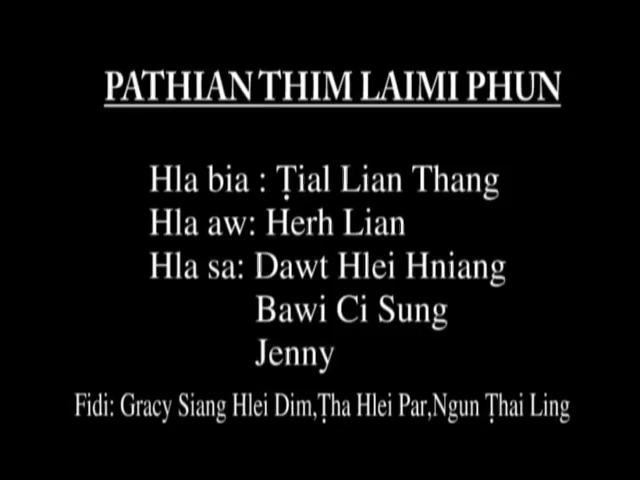 PATHIAN THIM LAIMI PHUN
Hla bia : Ṭial Lian Thang
Hla aw: Herh Lian
Hla sa: Dawt Hlei Hniang
Bawi Ci Sung
Jenny
Fidi: Gracy Siang Hlei Dim,Ṭha Hlei Par,Ngun Ṭhai Ling